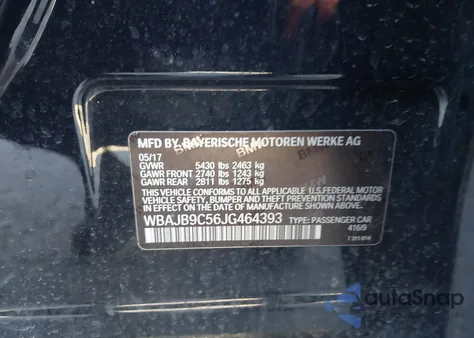 MFD BY: BAYERISCHE MOTOREN WERKE AG
05/17
GVWR 5430 lbs 2463 kg
GAWR FRONT 2740 lbs 1243 kg
GAWR REAR 2811 lbs 1275 kg
THIS VEHICLE CONFORMS TO ALL APPLICABLE U.S.FEDERAL MOTOR
VEHICLE SAFETY, BUMPER, AND THEFT PREVENTION STANDARDS IN
EFFECT ON THE DATE OF MANUFACTURE SHOWN ABOVE.
WBAJB9C56JG464393 TYPE: PASSENGER CAR
416/9
autoSnap